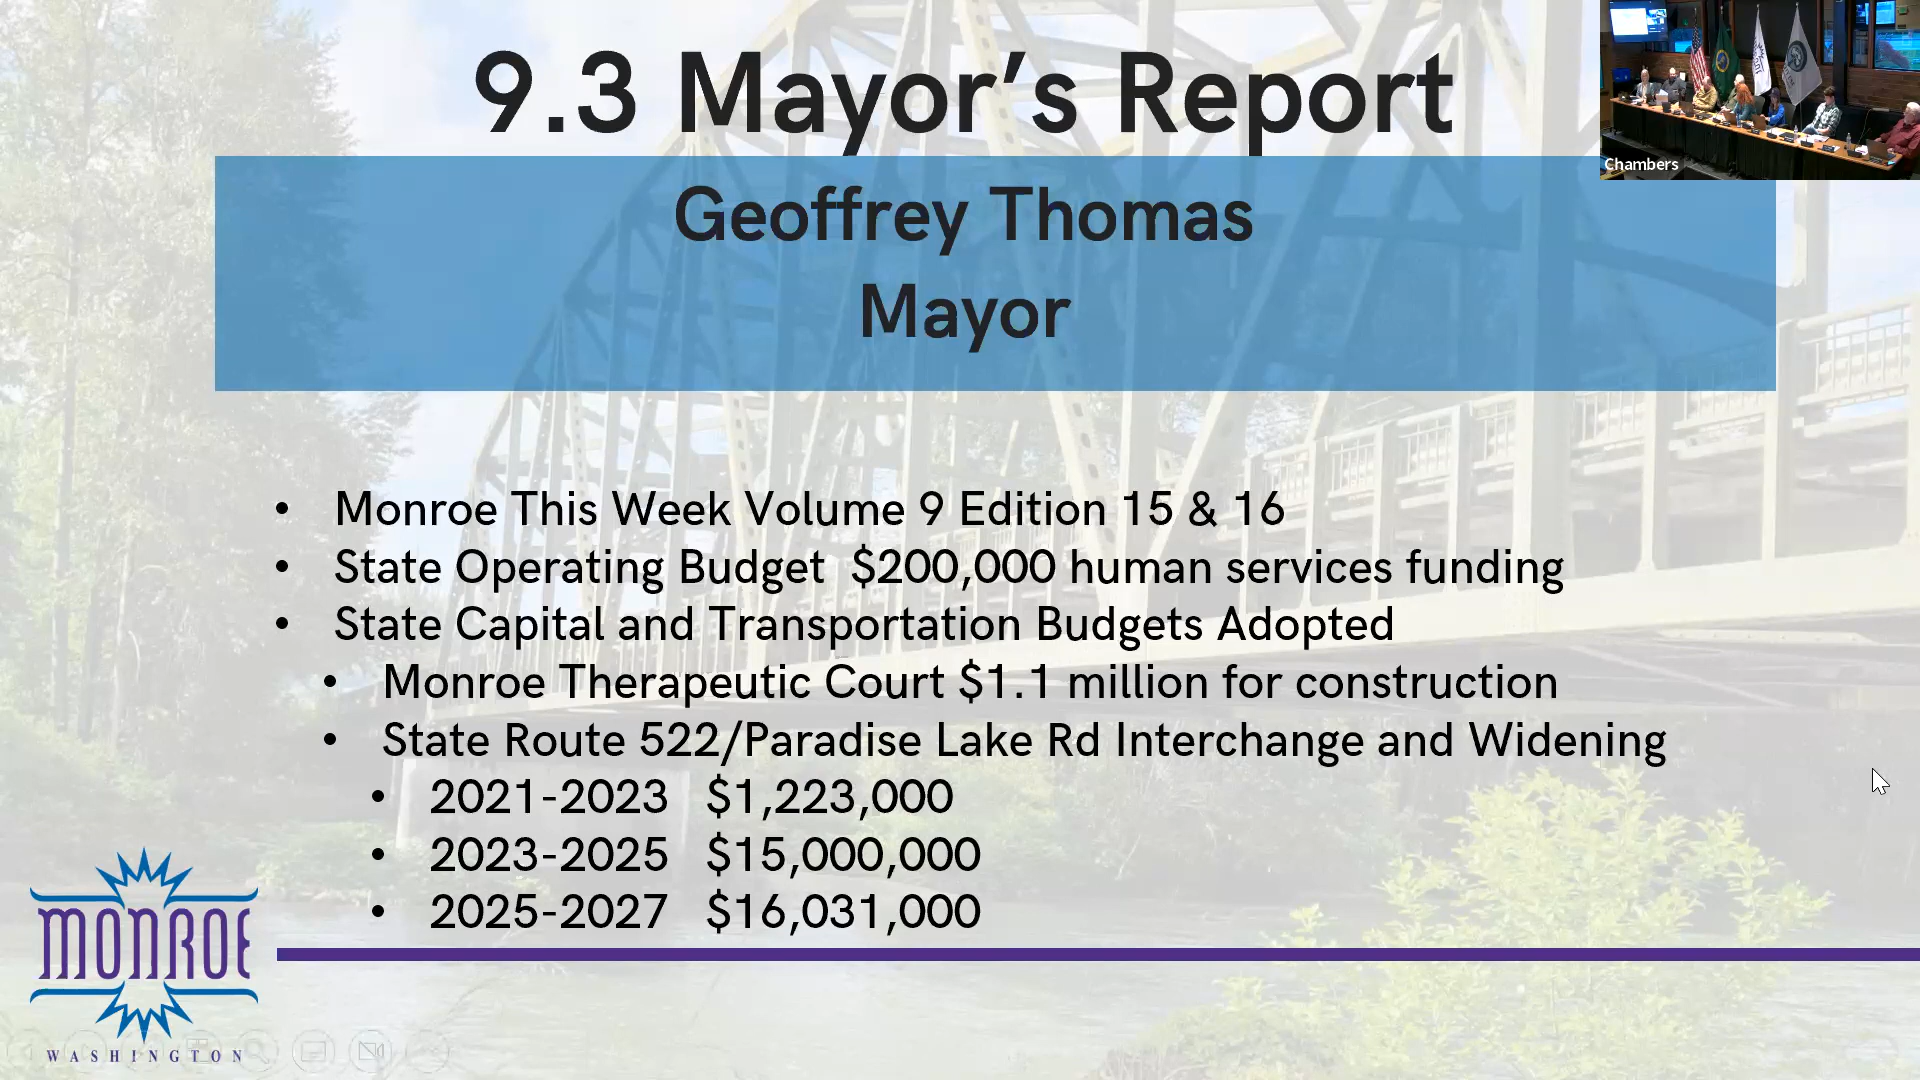 9.3 Mayor's Report
Chambers
Geoffrey Thomas
Mayor
• Monroe This Week Volume 9 Edition 15 & 16
• State Operating Budget $200,000 human services funding
• State Capital and Transportation Budgets Adopted
• Monroe Therapeutic Court $1.1 million for construction
• State Route 522/Paradise Lake Rd Interchange and Widening
• 2021-2023 $1,223,000
• 2023-2025 $15,000,000
• 2025-2027 $16,031,000
MONROE
WASHINGTON